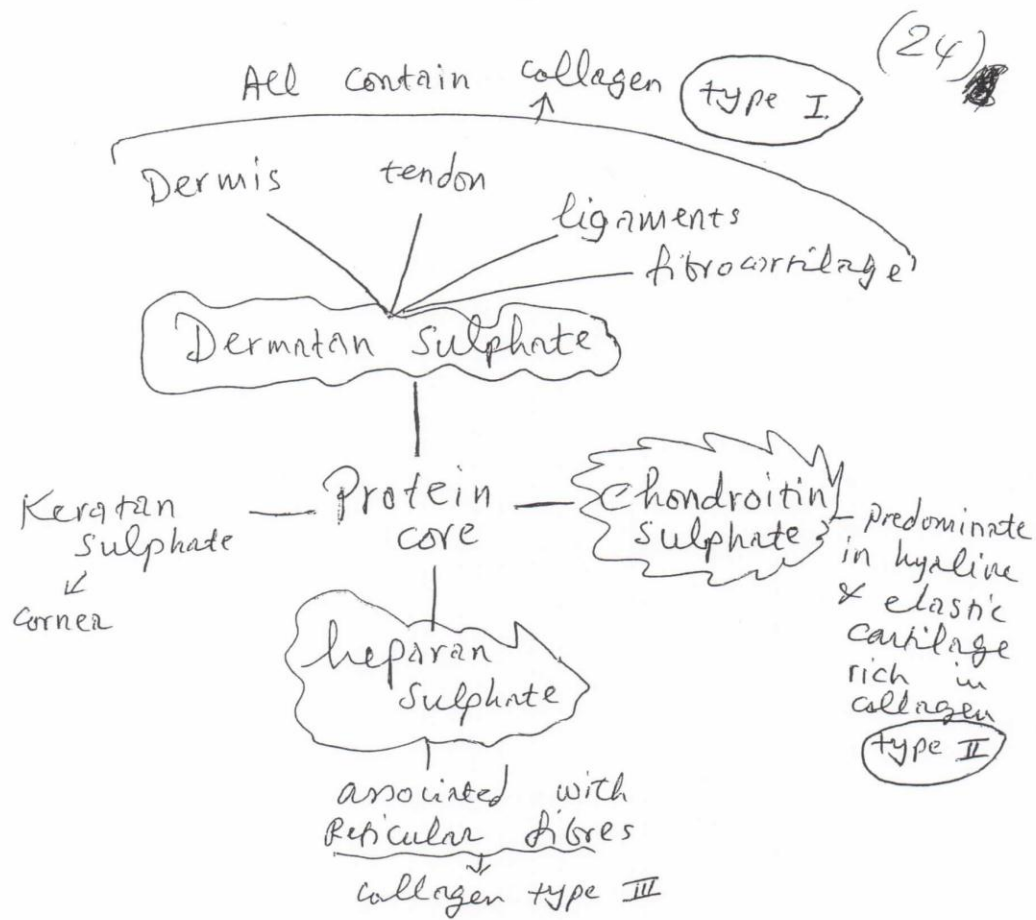 (24)
All contain collagen type I.
Dermis tendon
ligaments
fibrocartilage
Dermatan Sulphate
Keratan
Sulphate
cornea
Protein
core
Chondroitin
Sulphate
predominate
in hyaline
& elastic
cartilage
rich in
collagen
type II
heparan
Sulphate
associated with
Reticular fibres
collagen type III